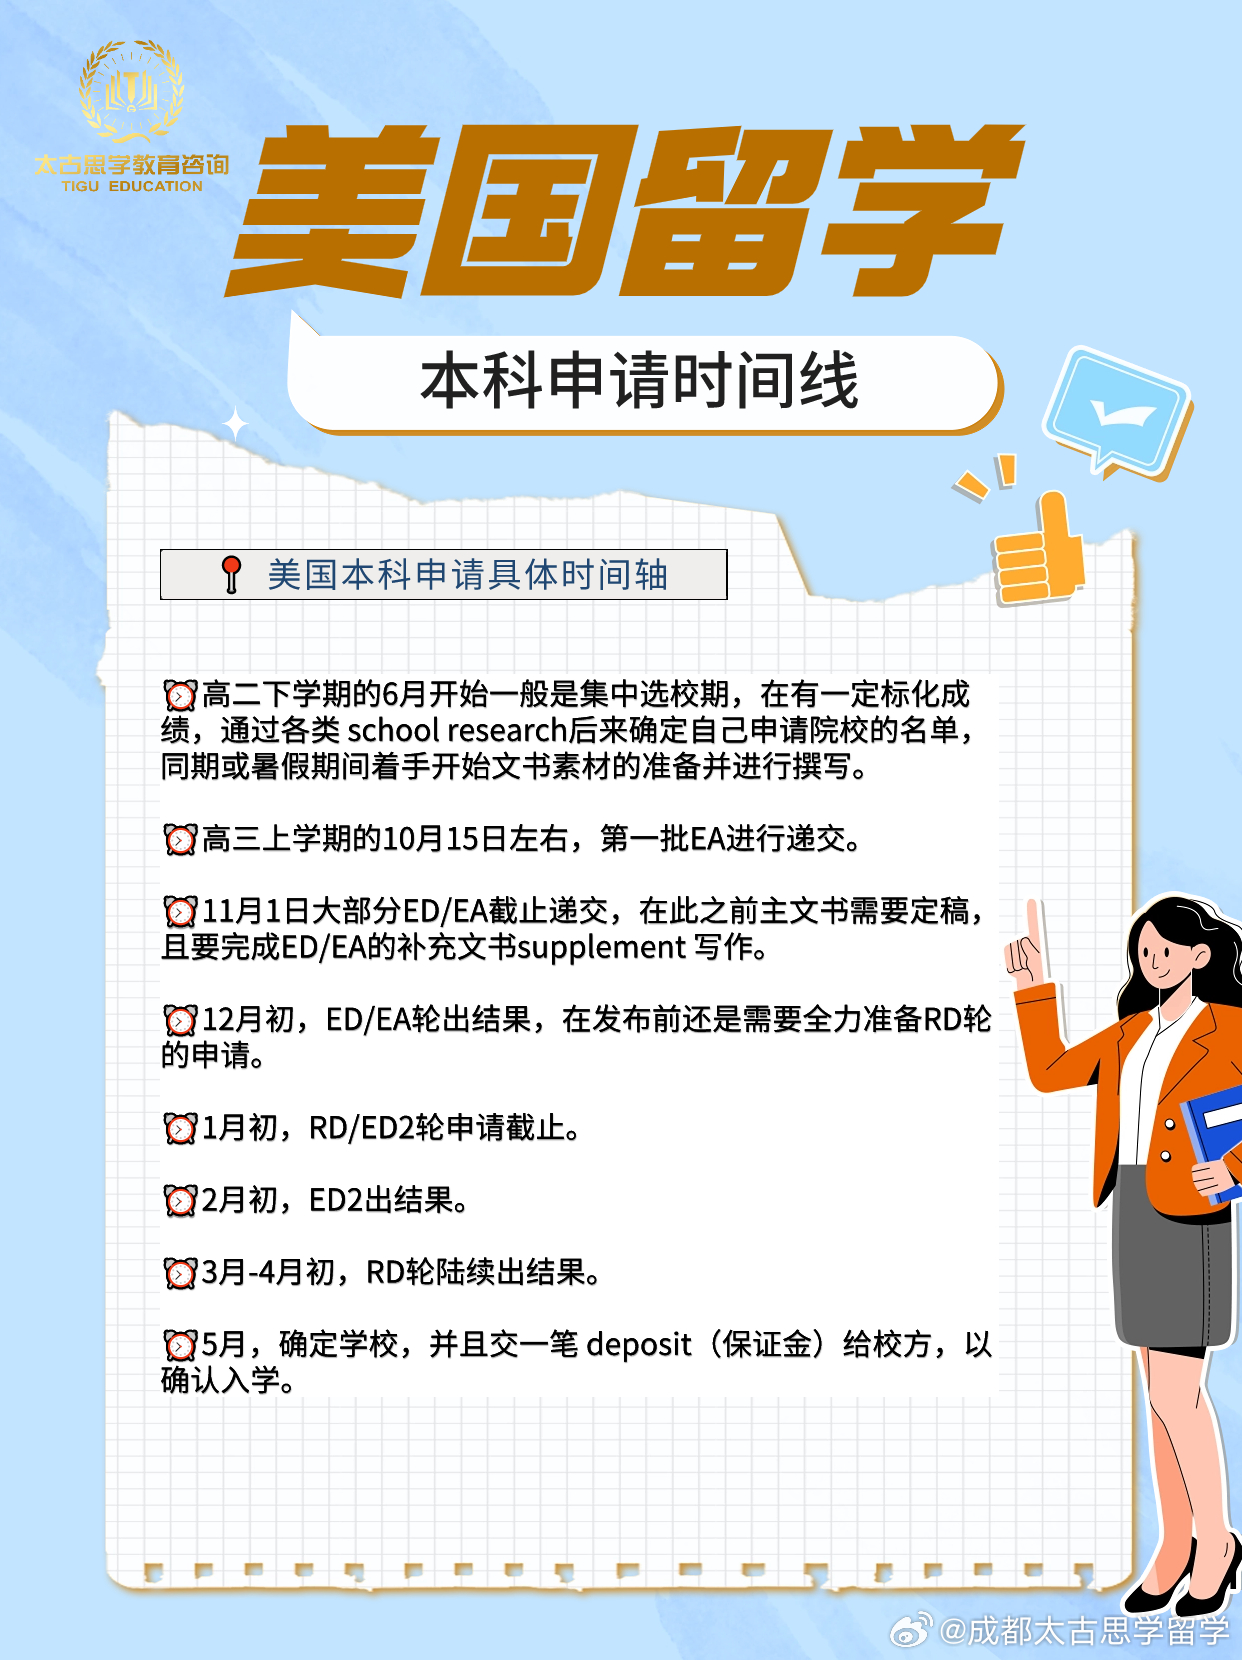 太古思学教育咨询
TIGU EDUCATION
美国留学
本科申请时间线
📍 美国本科申请具体时间轴
⏰高二下学期的6月开始一般是集中选校期，在有一定标化成
绩，通过各类 school research后来确定自己申请院校的名单，
同期或暑假期间着手开始文书素材的准备并进行撰写。
⏰高三上学期的10月15日左右，第一批EA进行递交。
⏰11月1日大部分ED/EA截止递交，在此之前主文书需要定稿，
且要完成ED/EA的补充文书supplement 写作。
⏰12月初，ED/EA轮出结果，在发布前还是需要全力准备RD轮
的申请。
⏰1月初，RD/ED2轮申请截止。
⏰2月初，ED2出结果。
⏰3月-4月初，RD轮陆续出结果。
⏰5月，确定学校，并且交一笔 deposit（保证金）给校方，以
确认入学。
@成都太古思学留学